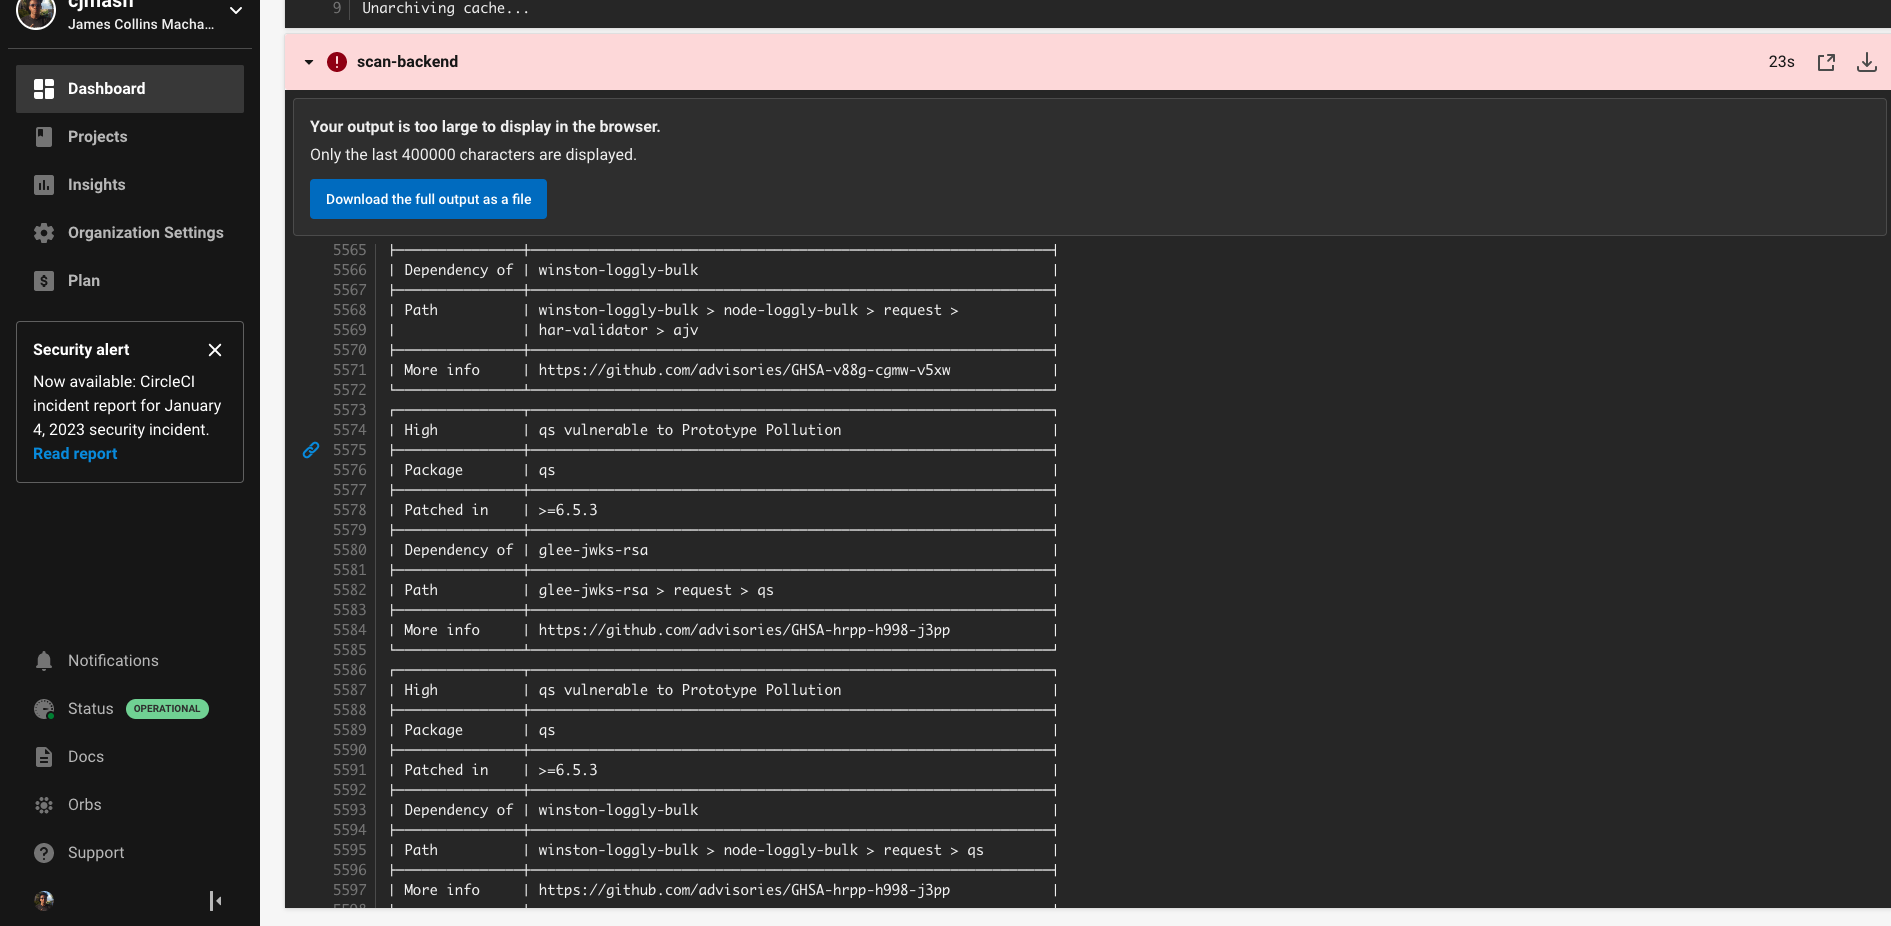 cjmash
James Collins Macha...
Dashboard
Projects
Insights
Organization Settings
Plan
Security alert
Now available: CircleCI
incident report for January
4, 2023 security incident.
Read report
Notifications
Status OPERATIONAL
Docs
Orbs
Support
9 Unarchiving cache...
scan-backend 23s
Your output is too large to display in the browser.
Only the last 400000 characters are displayed.
Download the full output as a file
5565
5566 | Dependency of | winston-loggly-bulk |
5567
5568 | Path | winston-loggly-bulk > node-loggly-bulk > request > |
5569 | | har-validator > ajv |
5570
5571 | More info | https://github.com/advisories/GHSA-v88g-cgmw-v5xw |
5572
5573
5574 | High | qs vulnerable to Prototype Pollution |
5575
5576 | Package | qs |
5577
5578 | Patched in | >=6.5.3 |
5579
5580 | Dependency of | glee-jwks-rsa |
5581
5582 | Path | glee-jwks-rsa > request > qs |
5583
5584 | More info | https://github.com/advisories/GHSA-hrpp-h998-j3pp |
5585
5586
5587 | High | qs vulnerable to Prototype Pollution |
5588
5589 | Package | qs |
5590
5591 | Patched in | >=6.5.3 |
5592
5593 | Dependency of | winston-loggly-bulk |
5594
5595 | Path | winston-loggly-bulk > node-loggly-bulk > request > qs |
5596
5597 | More info | https://github.com/advisories/GHSA-hrpp-h998-j3pp |
5598